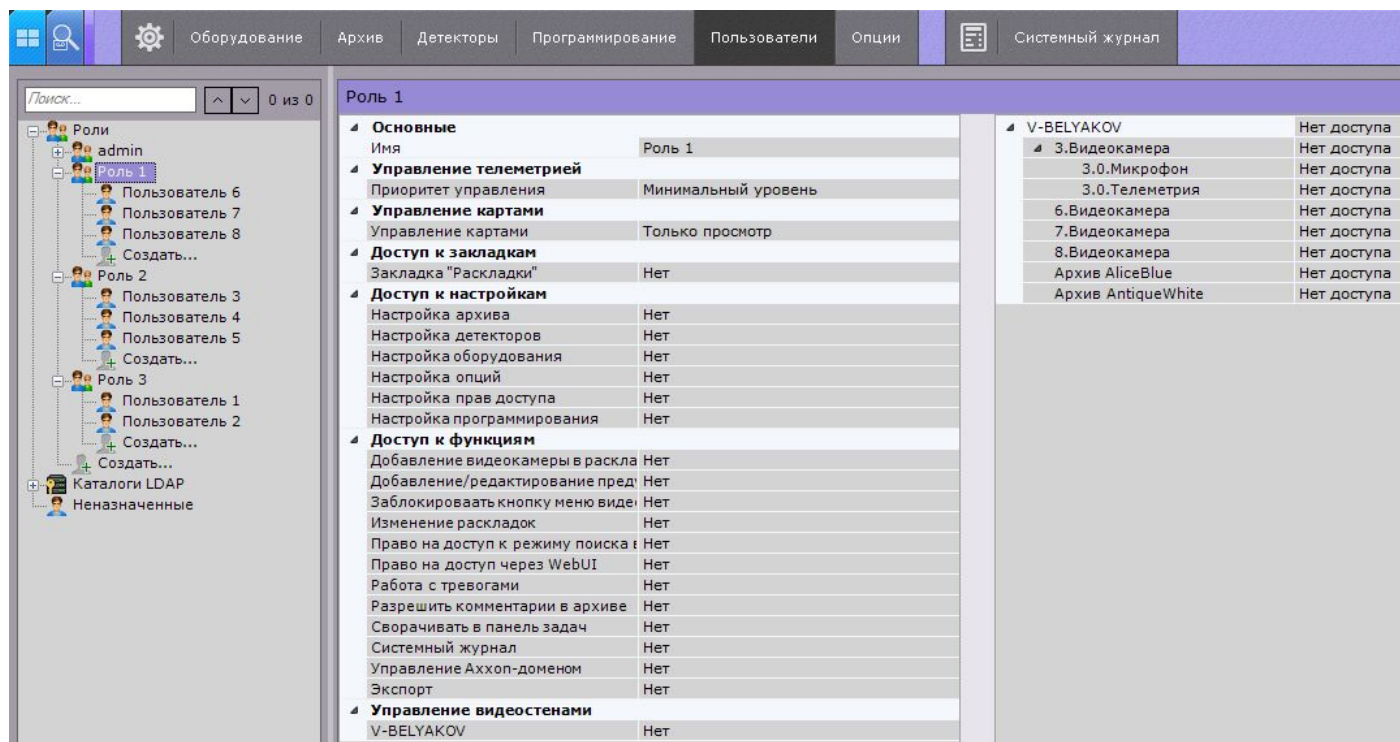 Оборудование Архив Детекторы Программирование Пользователи Опции Системный журнал
Поиск... 0 из 0
Роли
admin
Роль 1
Пользователь 6
Пользователь 7
Пользователь 8
Создать...
Роль 2
Пользователь 3
Пользователь 4
Пользователь 5
Создать...
Роль 3
Пользователь 1
Пользователь 2
Создать...
Создать...
Каталоги LDAP
Неназначенные
Роль 1
Основные
Имя Роль 1
Управление телеметрией
Приоритет управления Минимальный уровень
Управление картами
Управление картами Только просмотр
Доступ к закладкам
Закладка "Раскладки" Нет
Доступ к настройкам
Настройка архива Нет
Настройка детекторов Нет
Настройка оборудования Нет
Настройка опций Нет
Настройка прав доступа Нет
Настройка программирования Нет
Доступ к функциям
Добавление видеокамеры в раскла Нет
Добавление/редактирование пред Нет
Заблокироваать кнопку меню виде Нет
Изменение раскладок Нет
Право на доступ к режиму поиска в Нет
Право на доступ через WebUI Нет
Работа с тревогами Нет
Разрешить комментарии в архиве Нет
Сворачивать в панель задач Нет
Системный журнал Нет
Управление Axxon-доменом Нет
Экспорт Нет
Управление видеостенами
V-BELYAKOV Нет
V-BELYAKOV Нет доступа
3.Видеокамера Нет доступа
3.0.Микрофон Нет доступа
3.0.Телеметрия Нет доступа
6.Видеокамера Нет доступа
7.Видеокамера Нет доступа
8.Видеокамера Нет доступа
Архив AliceBlue Нет доступа
Архив AntiqueWhite Нет доступа